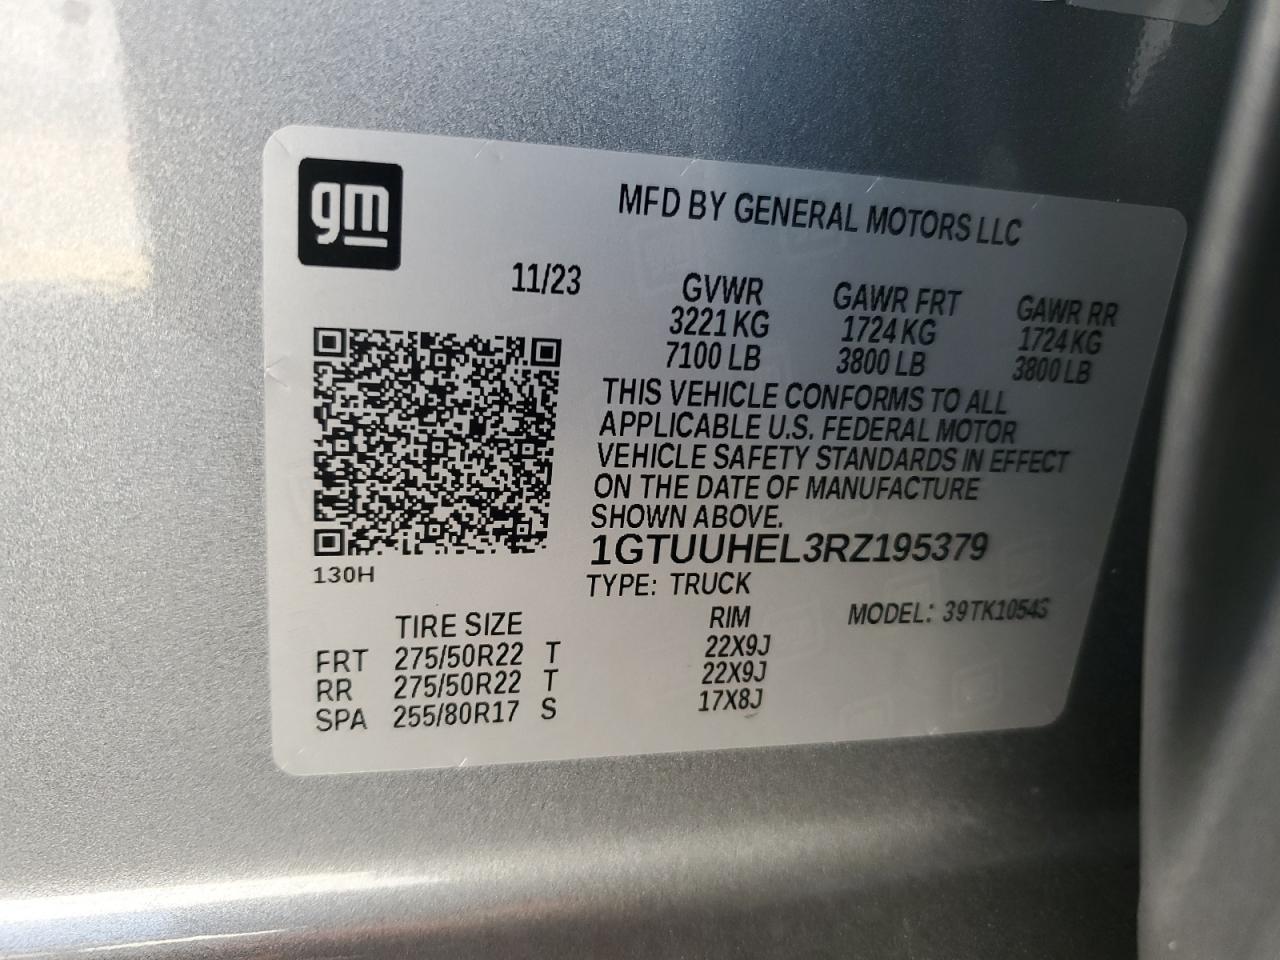 gm
MFD BY GENERAL MOTORS LLC
11/23 GVWR GAWR FRT GAWR RR
3221 KG 1724 KG 1724 KG
7100 LB 3800 LB 3800 LB
THIS VEHICLE CONFORMS TO ALL
APPLICABLE U.S. FEDERAL MOTOR
VEHICLE SAFETY STANDARDS IN EFFECT
ON THE DATE OF MANUFACTURE
SHOWN ABOVE.
1GTUUHEL3RZ195379
130H
TYPE: TRUCK
TIRE SIZE RIM MODEL: 39TK10543
FRT 275/50R22 T 22X9J
RR 275/50R22 T 22X9J
SPA 255/80R17 S 17X8J